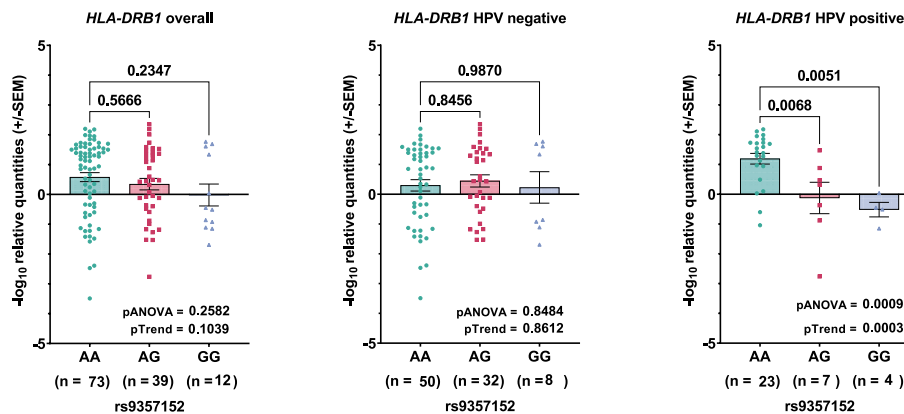 HLA-DRB1 overall
-log10 relative quantities (+/-SEM)
5
0
-5
0.2347
0.5666
pANOVA = 0.2582
pTrend = 0.1039
AA AG GG
(n = 73) (n = 39) (n = 12)
rs9357152
HLA-DRB1 HPV negative
-log10 relative quantities (+/-SEM)
5
0
-5
0.9870
0.8456
pANOVA = 0.8484
pTrend = 0.8612
AA AG GG
(n = 50) (n = 32) (n =8 )
rs9357152
HLA-DRB1 HPV positive
-log10 relative quantities (+/-SEM)
5
0
-5
0.0051
0.0068
pANOVA = 0.0009
pTrend = 0.0003
AA AG GG
(n = 23) (n = 7) (n = 4)
rs9357152